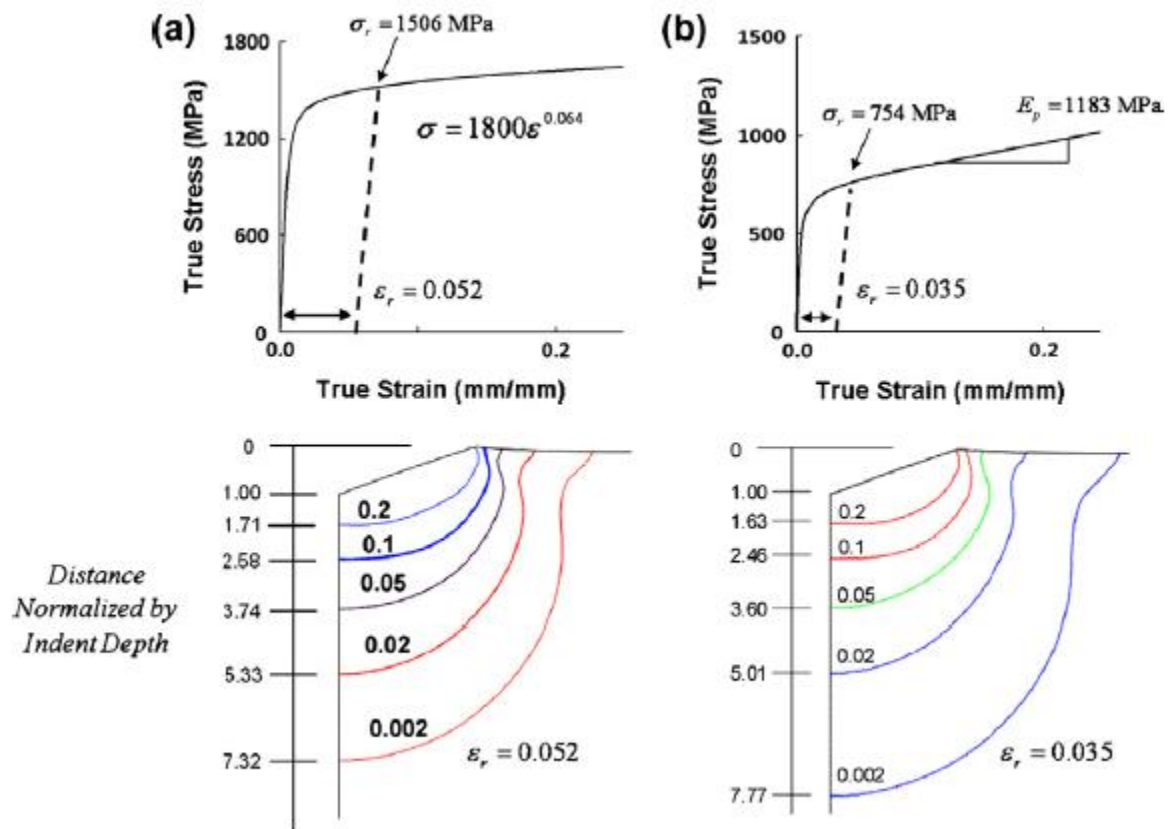 (a)
σr = 1506 MPa
1800
1200
600
0
True Stress (MPa)
σ = 1800ε^0.064
εr = 0.052
0.0
0.2
True Strain (mm/mm)
(b)
1500
1000
500
0
True Stress (MPa)
σr = 754 MPa
Ep = 1183 MPa
εr = 0.035
0.0
0.2
True Strain (mm/mm)
Distance
Normalized by
Indent Depth
0
1.00
1.71
2.58
3.74
5.33
7.32
0.2
0.1
0.05
0.02
0.002
εr = 0.052
0
1.00
1.63
2.46
3.60
5.01
7.77
0.2
0.1
0.05
0.02
0.002
εr = 0.035